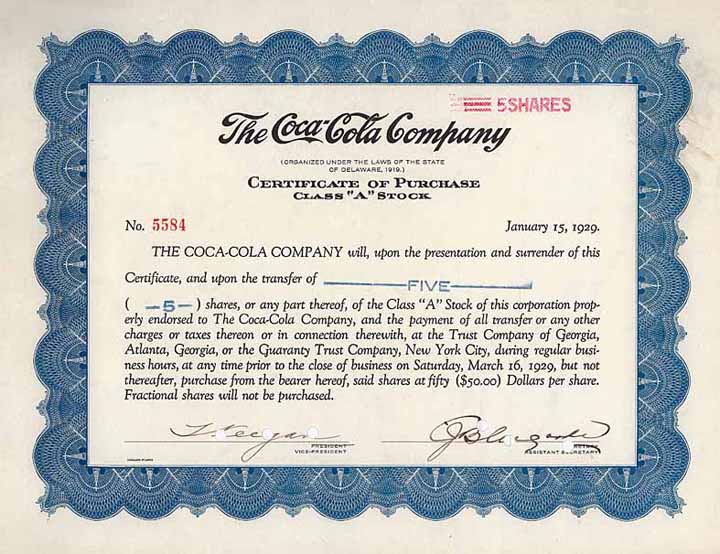 5 SHARES
The Coca-Cola Company
(ORGANIZED UNDER THE LAWS OF THE STATE
OF DELAWARE, 1919.)
CERTIFICATE OF PURCHASE
CLASS "A" STOCK
No. 5584 January 15, 1929.
THE COCA-COLA COMPANY will, upon the presentation and surrender of this
Certificate, and upon the transfer of FIVE
( —5— ) shares, or any part thereof, of the Class "A" Stock of this corporation prop-
erly endorsed to The Coca-Cola Company, and the payment of all transfer or any other
charges or taxes thereon or in connection therewith, at the Trust Company of Georgia,
Atlanta, Georgia, or the Guaranty Trust Company, New York City, during regular busi-
ness hours, at any time prior to the close of business on Saturday, March 16, 1929, but not
thereafter, purchase from the bearer hereof, said shares at fifty ($50.00) Dollars per share.
Fractional shares will not be purchased.
PRESIDENT
VICE-PRESIDENT
ASSISTANT SECRETARY